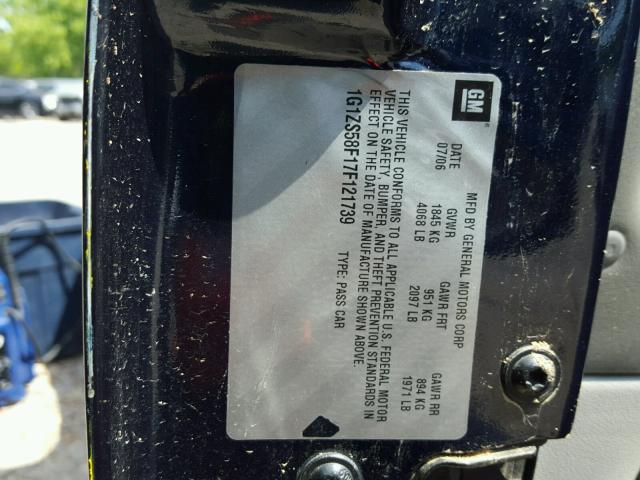 GM
MFD BY GENERAL MOTORS CORP
DATE GVWR GAWR FRT GAWR RR
07/06 1845 KG 951 KG 894 KG
4068 LB 2097 LB 1971 LB
THIS VEHICLE CONFORMS TO ALL APPLICABLE U.S. FEDERAL MOTOR
VEHICLE SAFETY, BUMPER, AND THEFT PREVENTION STANDARDS IN
EFFECT ON THE DATE OF MANUFACTURE SHOWN ABOVE.
1G1ZS58F17F121739 TYPE: PASS CAR